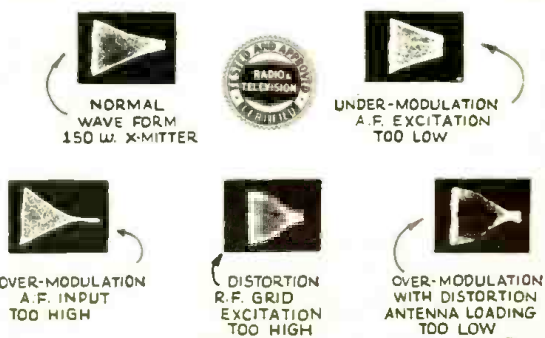 TESTED AND APPROVED
RADIO &
TELEVISION
CERTIFIED
NORMAL
WAVE FORM
150 W. X-MITTER
UNDER-MODULATION
A.F. EXCITATION
TOO LOW
OVER-MODULATION
A.F. INPUT
TOO HIGH
DISTORTION
R.F. GRID
EXCITATION
TOO HIGH
OVER-MODULATION
WITH DISTORTION
ANTENNA LOADING
TOO LOW